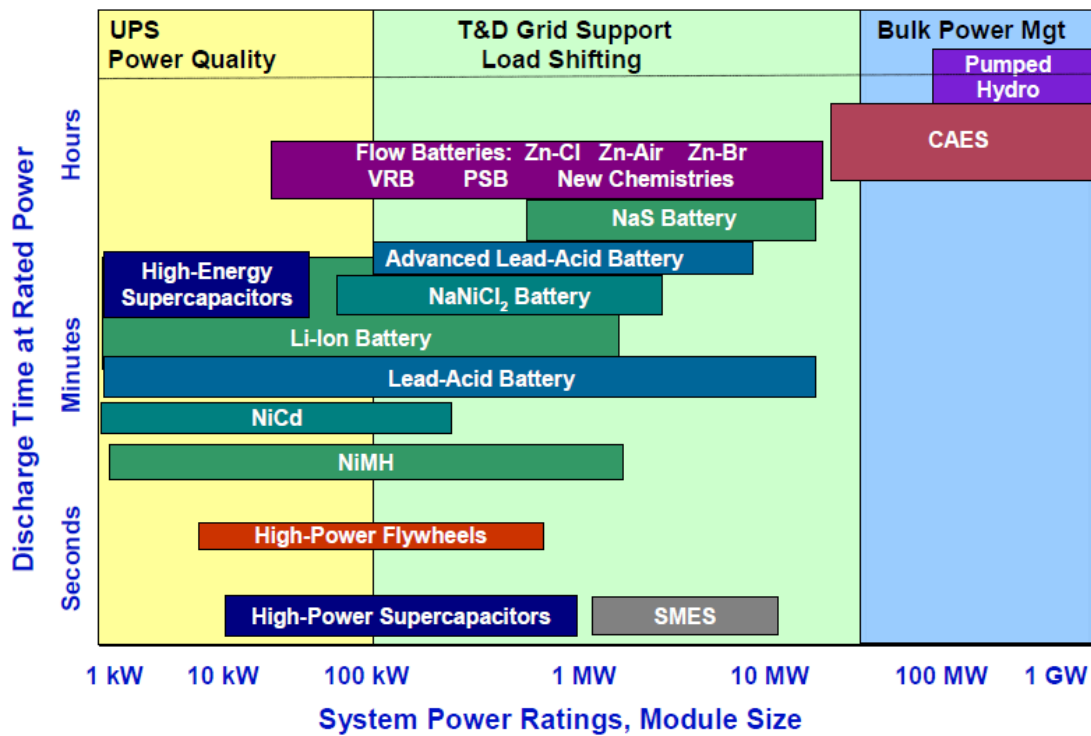 UPS
Power Quality
T&D Grid Support
Load Shifting
Bulk Power Mgt
Pumped
Hydro
CAES
Flow Batteries: Zn-Cl Zn-Air Zn-Br
VRB PSB New Chemistries
NaS Battery
Advanced Lead-Acid Battery
High-Energy
Supercapacitors
NaNiCl₂ Battery
Li-Ion Battery
Lead-Acid Battery
NiCd
NiMH
High-Power Flywheels
High-Power Supercapacitors
SMES
Discharge Time at Rated Power
Hours
Minutes
Seconds
1 kW 10 kW 100 kW 1 MW 10 MW 100 MW 1 GW
System Power Ratings, Module Size